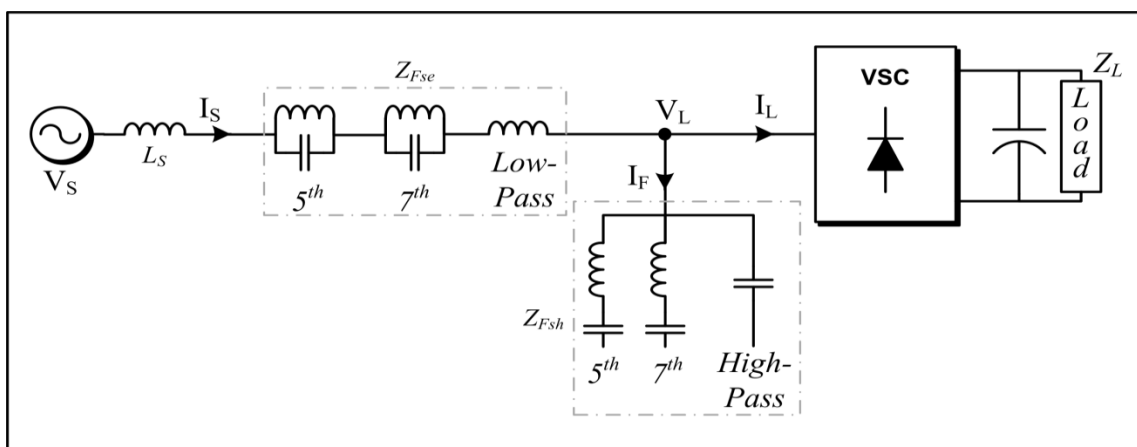 Z_Fse
VSC
Z_L
I_S
V_L
I_L
Load
L_S
V_S
Low-
Pass
5th
7th
I_F
Z_Fsh
5th
7th
High-
Pass